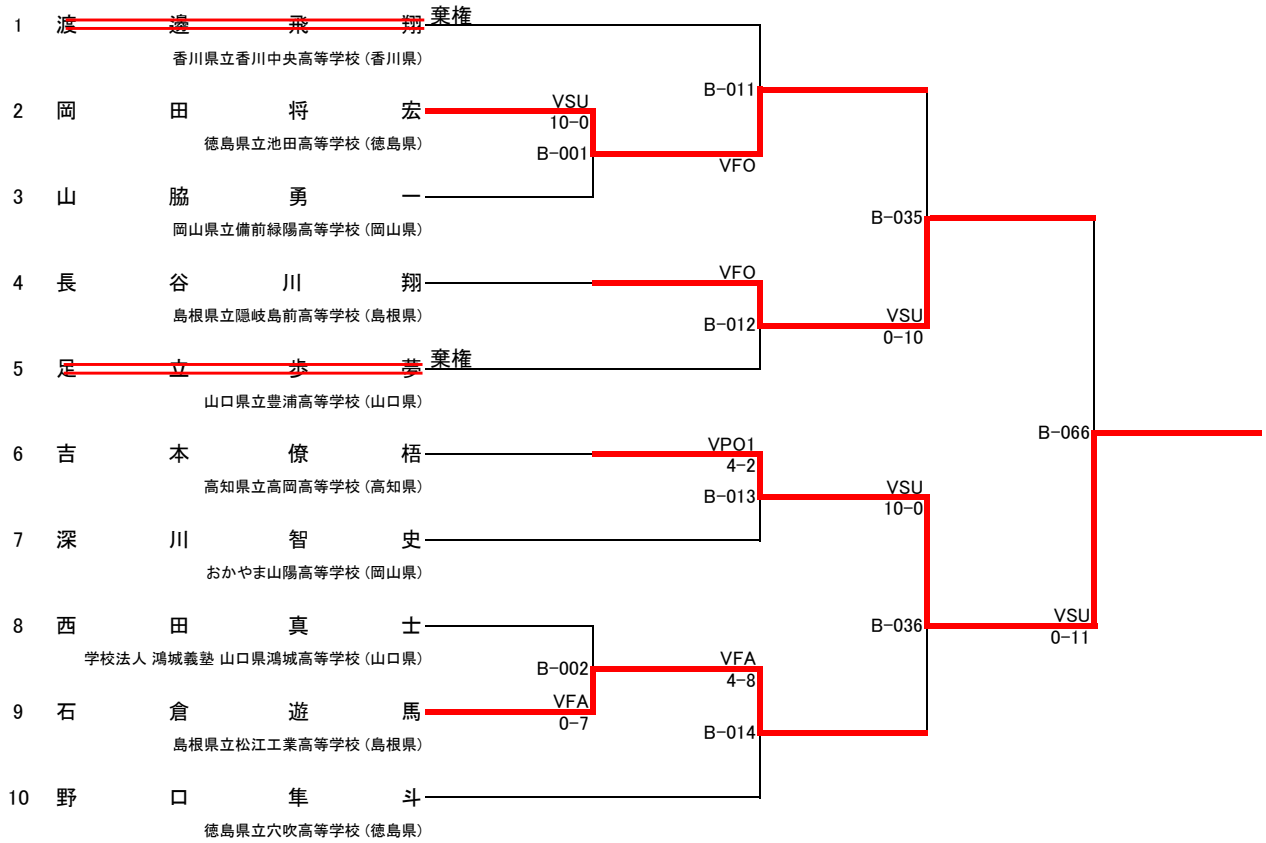 1 渡邊飛翔 棄権
香川県立香川中央高等学校 (香川県)
B-011
2 岡田将宏 VSU
10-0
徳島県立池田高等学校 (徳島県)
B-001
VFO
3 山脇勇一
岡山県立備前緑陽高等学校 (岡山県)
B-035
4 長谷川翔 VFO
島根県立隠岐島前高等学校 (島根県)
B-012
VSU
0-10
5 足立歩夢 棄権
山口県立豊浦高等学校 (山口県)
B-066
6 吉本僚梧 VPO1
4-2
高知県立高岡高等学校 (高知県)
B-013
VSU
10-0
7 深川智史
おかやま山陽高等学校 (岡山県)
8 西田真士
B-036
VSU
0-11
学校法人 鴻城義塾 山口県鴻城高等学校 (山口県)
B-002
VFA
4-8
9 石倉遊馬 VFA
0-7
島根県立松江工業高等学校 (島根県)
B-014
10 野口隼斗
徳島県立穴吹高等学校 (徳島県)